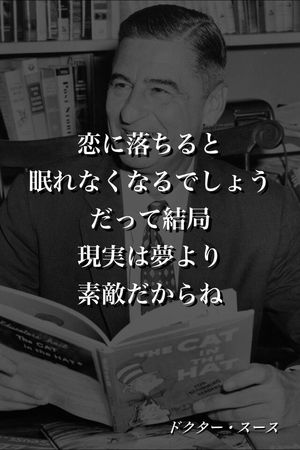 恋に落ちると
眠れなくなるでしょう
だって結局
現実は夢より
素敵だからね
THE CAT
in the HAT
THE
CAT
IN
THE
HAT
ドクター・スース